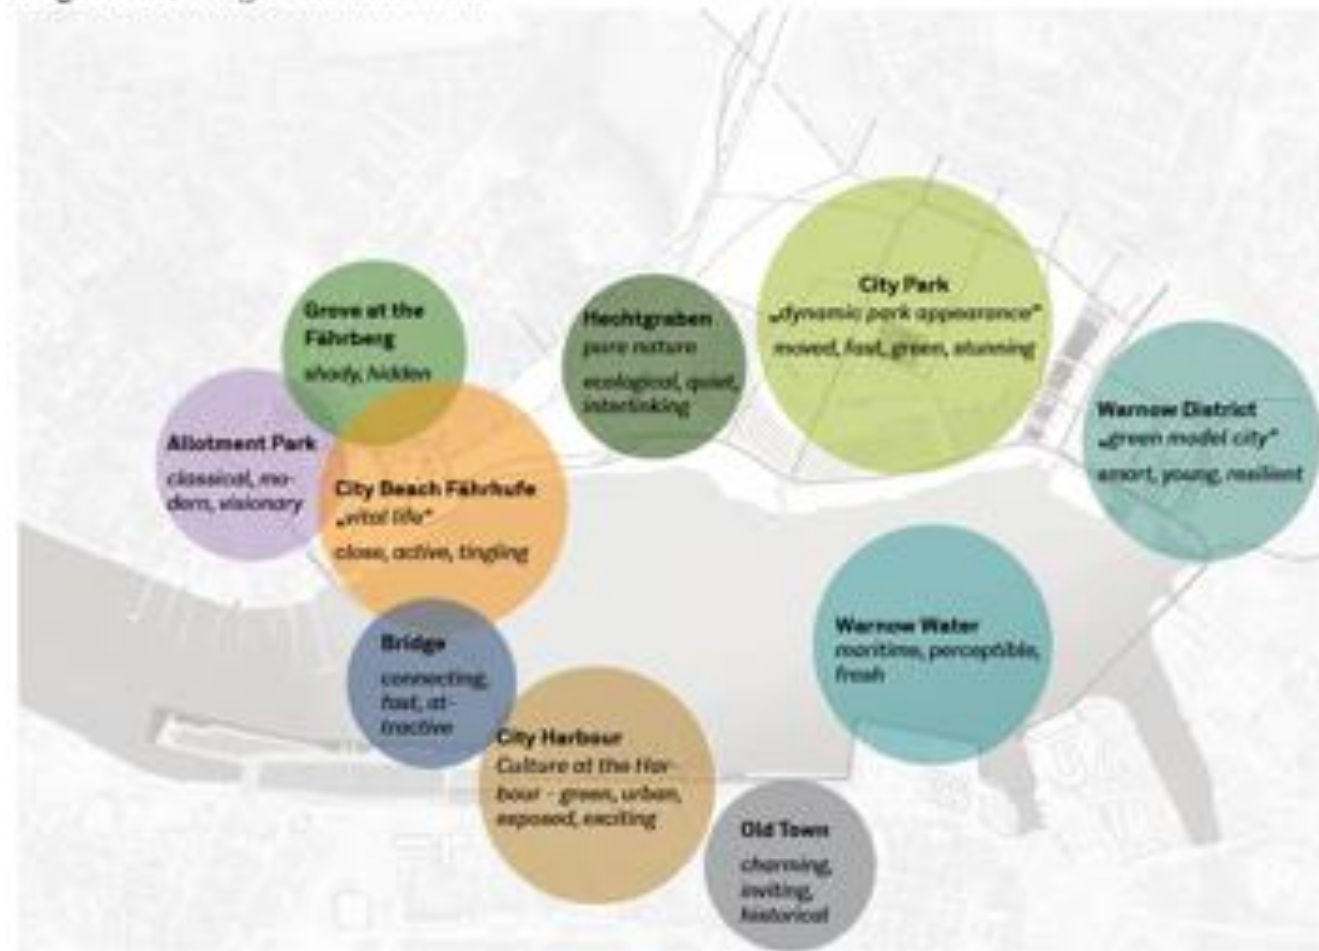 Grove at the
Fährberg
shady, hidden
Hechtgraben
pure nature
ecological, quiet,
interlinking
City Park
„dynamic park appearance“
moved, fast, green, stunning
Warnow District
„green model city“
smart, young, resilient
Allotment Park
classical, mo-
dern, visionary
City Beach Fährhufe
„vital life“
close, active, tingling
Bridge
connecting,
fast, at-
tractive
Warnow Water
maritime, perceptible,
fresh
City Harbour
Culture at the Har-
bour - green, urban,
exposed, exciting
Old Town
charming,
inviting,
historical